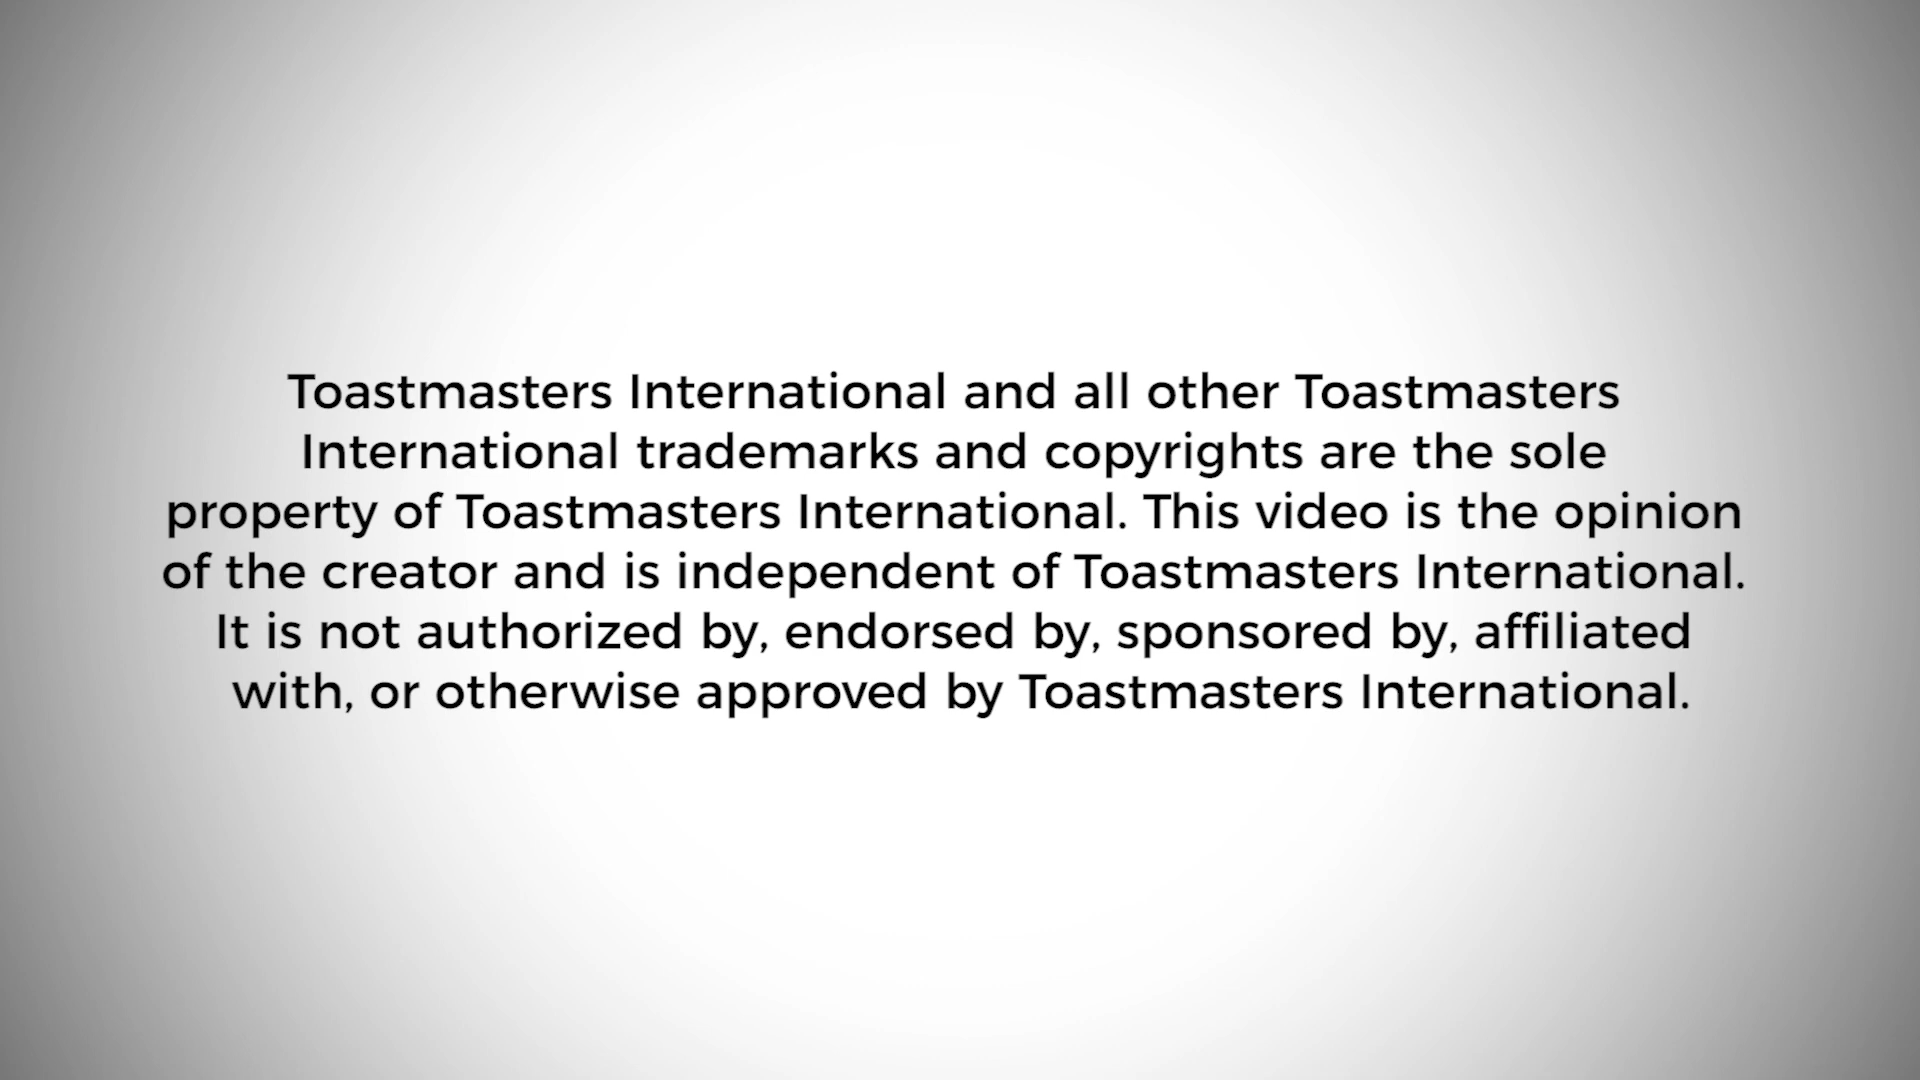 Toastmasters International and all other Toastmasters
International trademarks and copyrights are the sole
property of Toastmasters International. This video is the opinion
of the creator and is independent of Toastmasters International.
It is not authorized by, endorsed by, sponsored by, affiliated
with, or otherwise approved by Toastmasters International.